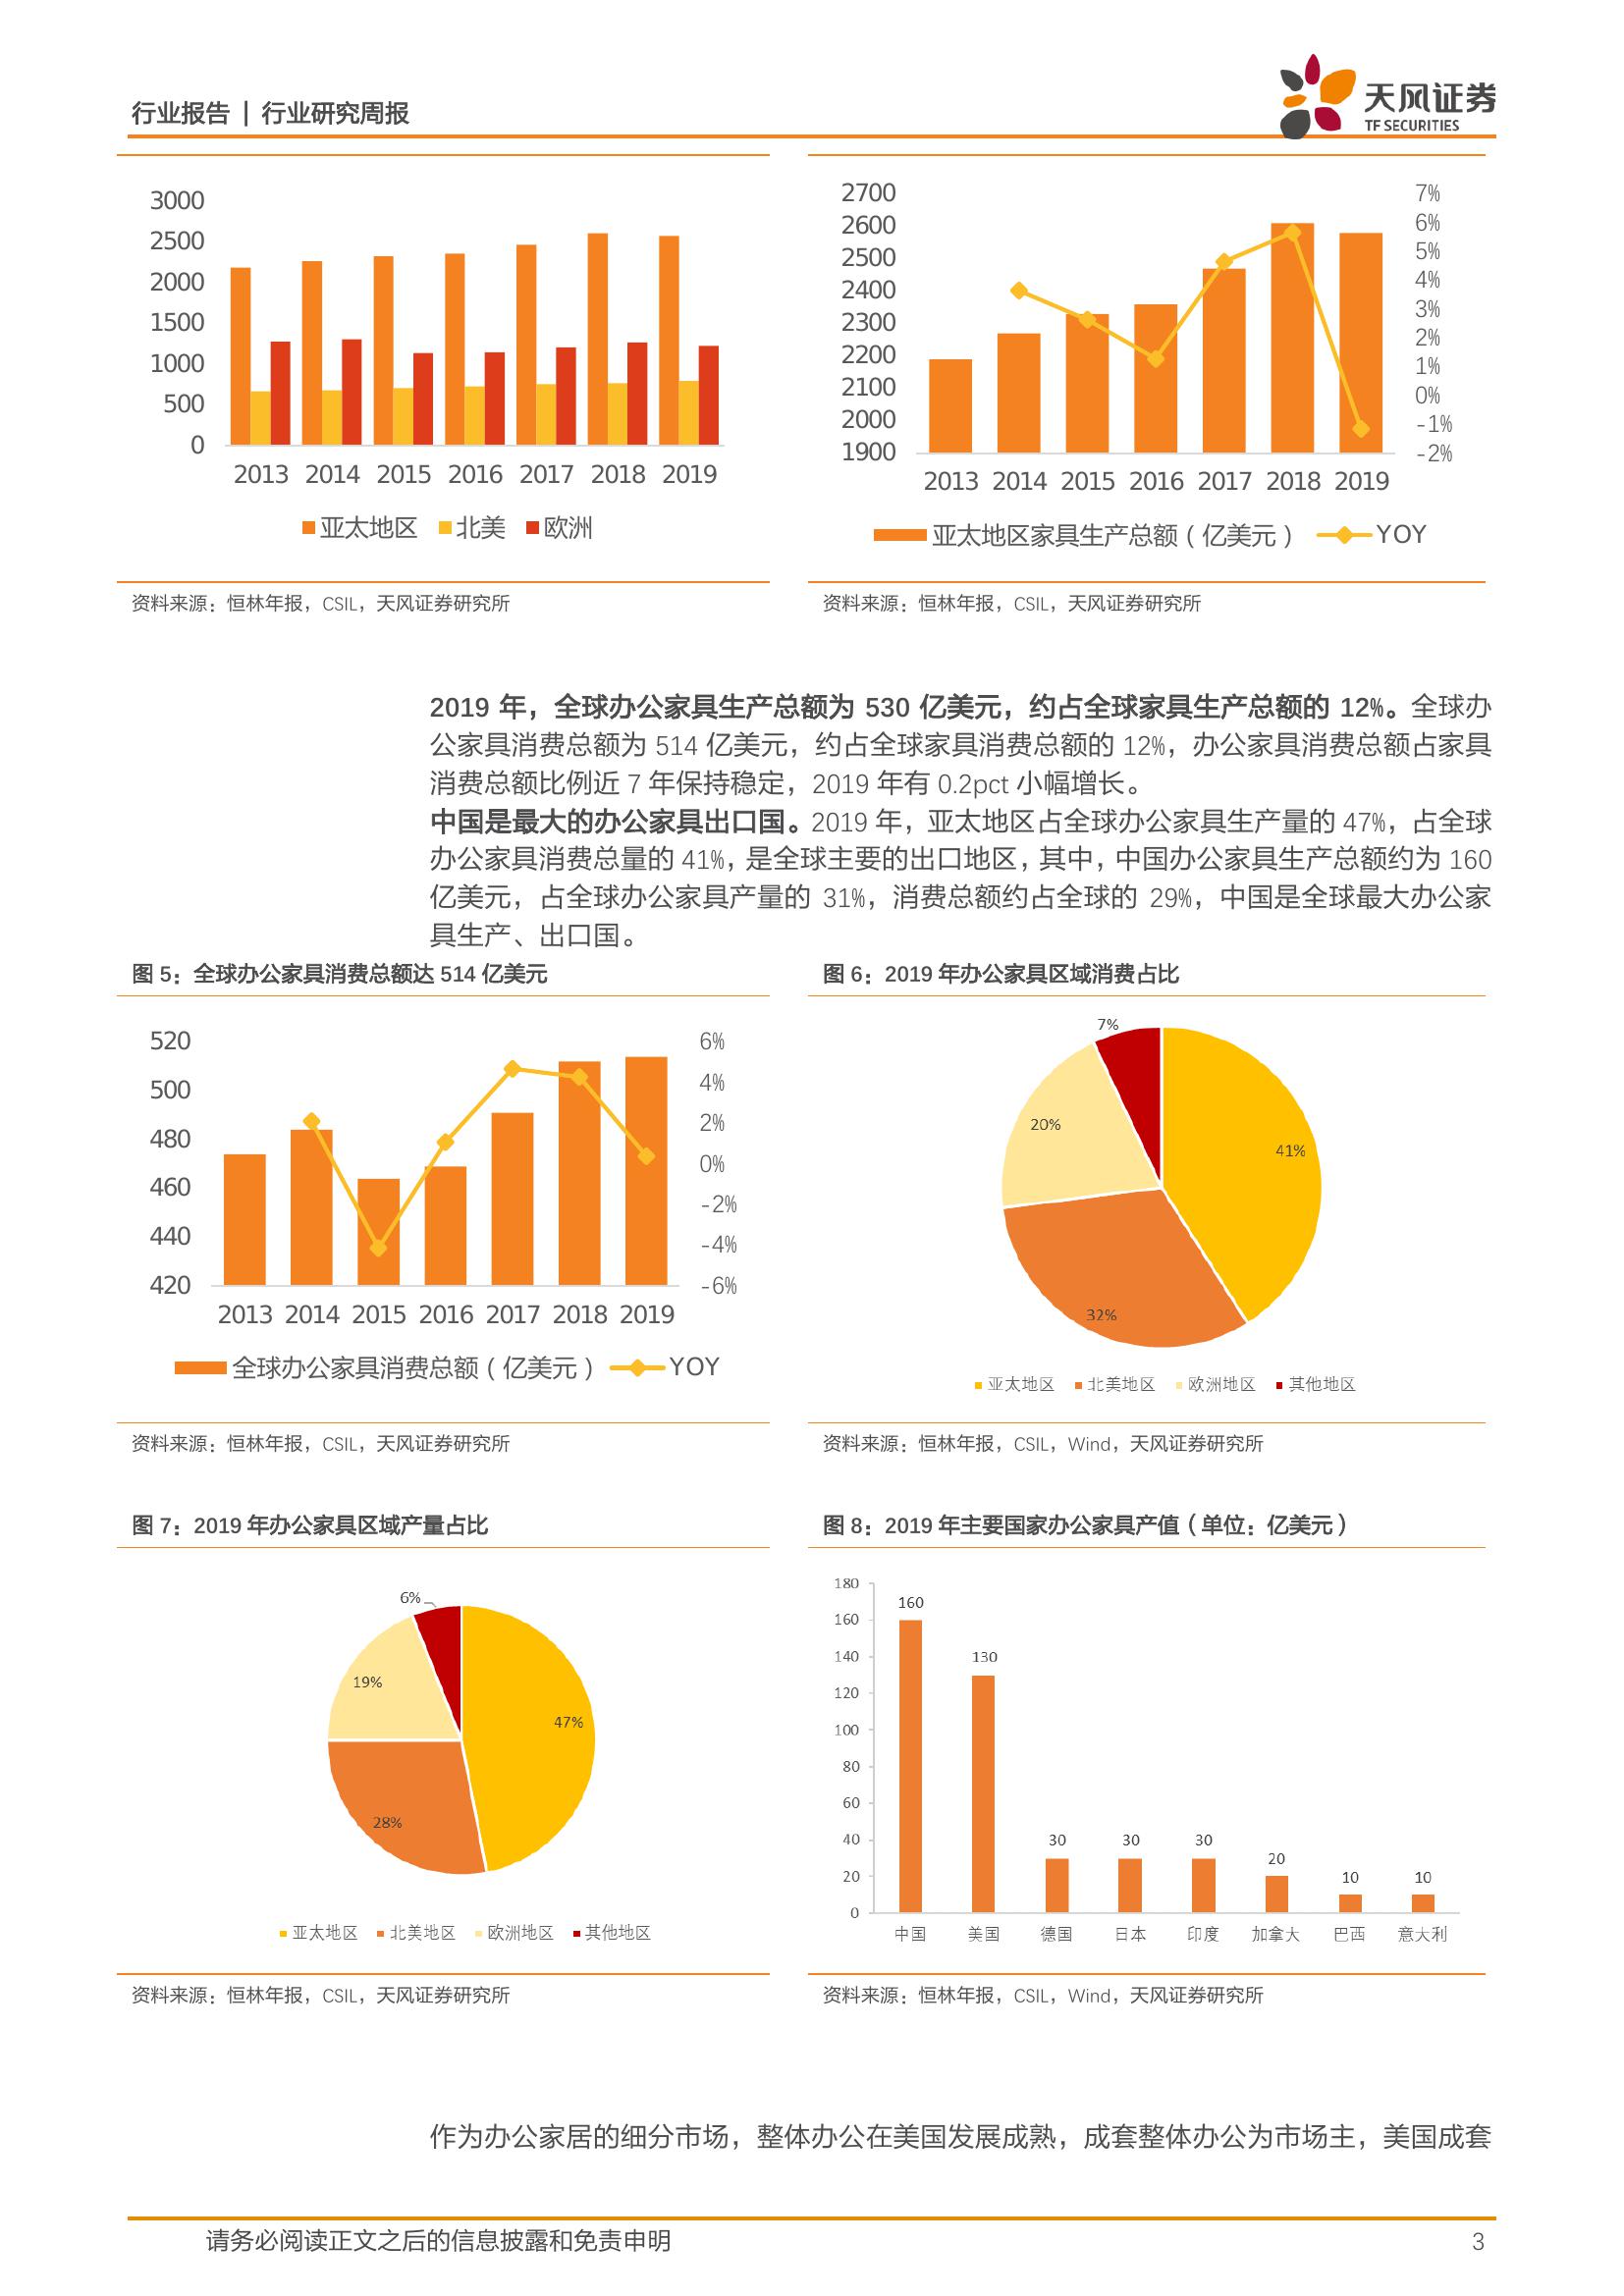 行业报告 | 行业研究周报
天风证券
TF SECURITIES
3000
2500
2000
1500
1000
500
0
2013 2014 2015 2016 2017 2018 2019
亚太地区 北美 欧洲
2700
2600
2500
2400
2300
2200
2100
2000
1900
7%
6%
5%
4%
3%
2%
1%
0%
-1%
-2%
2013 2014 2015 2016 2017 2018 2019
亚太地区家具生产总额(亿美元) YOY
资料来源：恒林年报，CSIL，天风证券研究所
资料来源：恒林年报，CSIL，天风证券研究所
2019 年，全球办公家具生产总额为 530 亿美元，约占全球家具生产总额的 12%。全球办
公家具消费总额为 514 亿美元，约占全球家具消费总额的 12%，办公家具消费总额占家具
消费总额比例近 7 年保持稳定，2019 年有 0.2pct 小幅增长。
中国是最大的办公家具出口国。2019 年，亚太地区占全球办公家具生产量的 47%，占全球
办公家具消费总量的 41%，是全球主要的出口地区，其中，中国办公家具生产总额约为 160
亿美元，占全球办公家具产量的 31%，消费总额约占全球的 29%，中国是全球最大办公家
具生产、出口国。
图 5：全球办公家具消费总额达 514 亿美元
图 6：2019 年办公家具区域消费占比
520
500
480
460
440
420
6%
4%
2%
0%
-2%
-4%
-6%
2013 2014 2015 2016 2017 2018 2019
全球办公家具消费总额(亿美元) YOY
7%
20%
41%
32%
亚太地区 北美地区 欧洲地区 其他地区
资料来源：恒林年报，CSIL，天风证券研究所
资料来源：恒林年报，CSIL，Wind，天风证券研究所
图 7：2019 年办公家具区域产量占比
图 8：2019 年主要国家办公家具产值(单位：亿美元)
6%
19%
47%
28%
亚太地区 北美地区 欧洲地区 其他地区
180
160
140
120
100
80
60
40
20
0
160
130
30
30
30
20
10
10
中国 美国 德国 日本 印度 加拿大 巴西 意大利
资料来源：恒林年报，CSIL，天风证券研究所
资料来源：恒林年报，CSIL，Wind，天风证券研究所
作为办公家居的细分市场，整体办公在美国发展成熟，成套整体办公为市场主，美国成套
请务必阅读正文之后的信息披露和免责申明
3